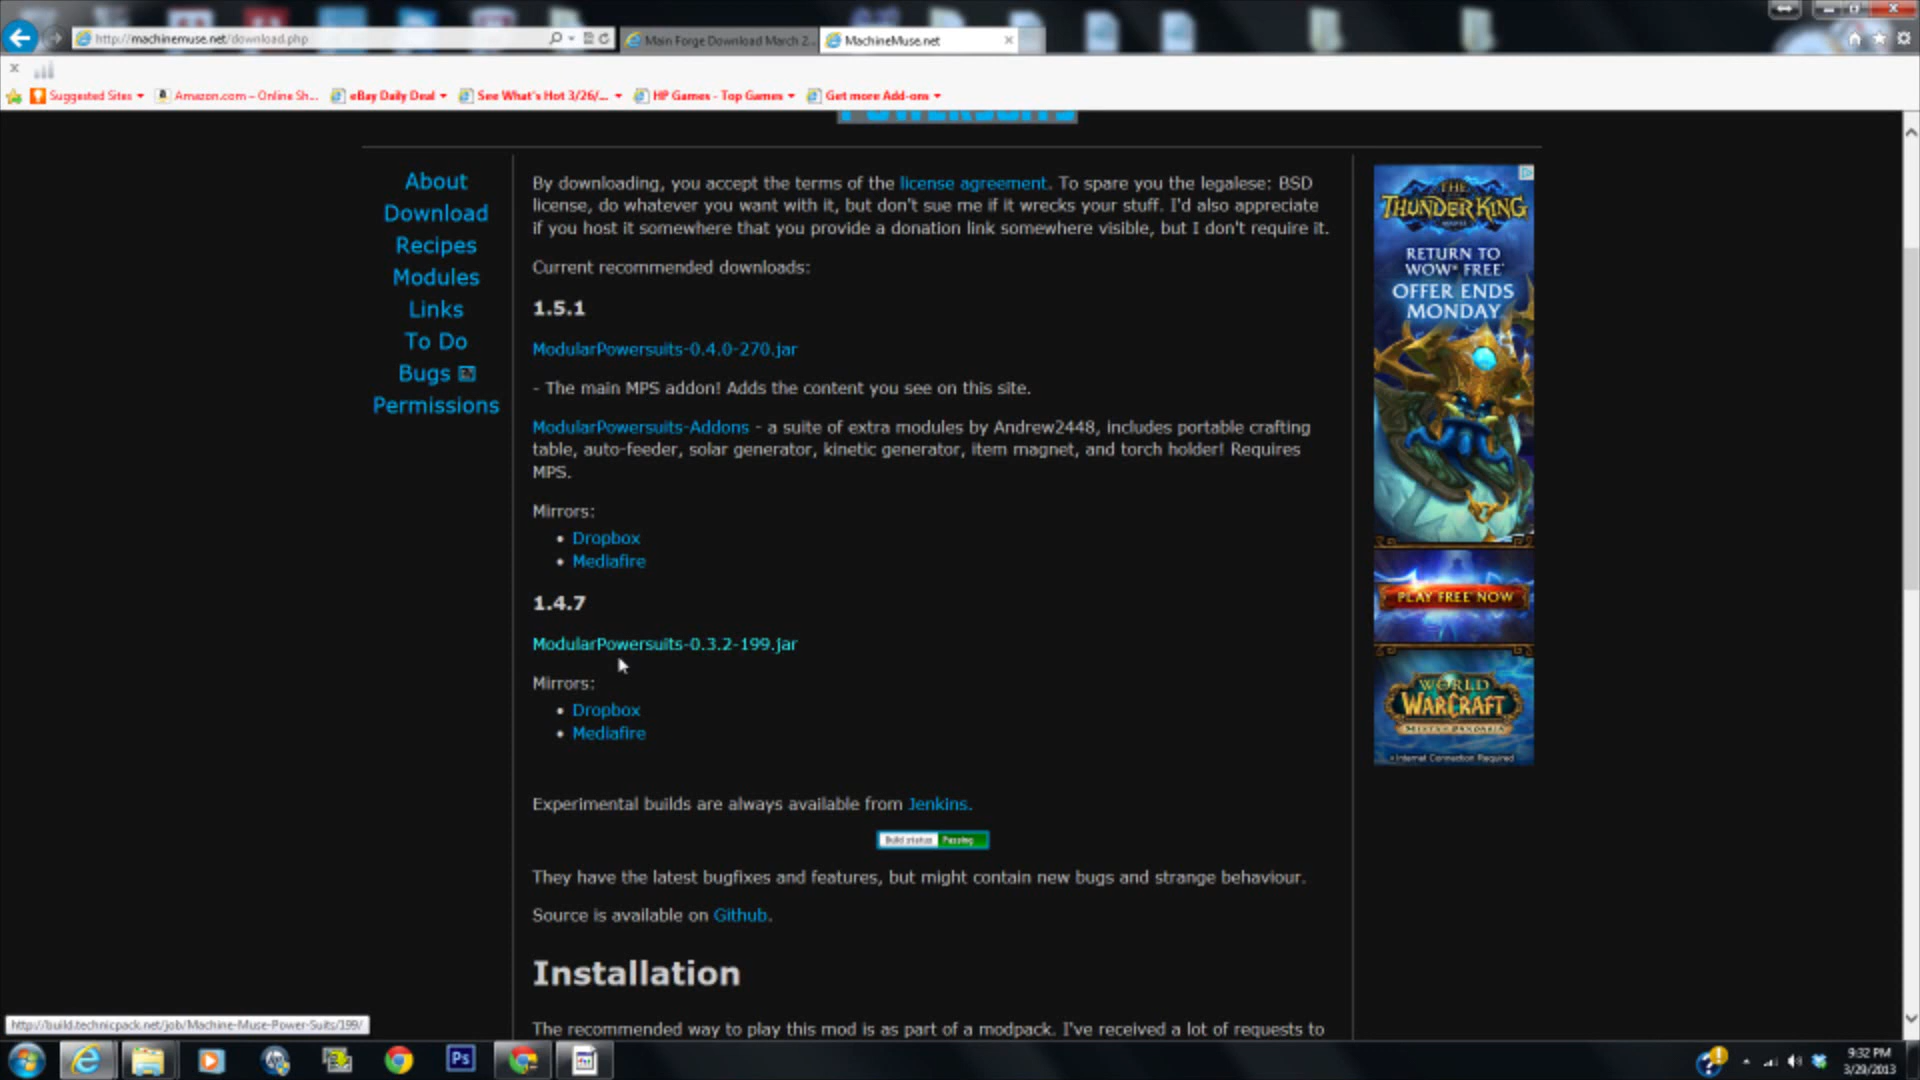 http://machinemuse.net/download.php
Main Forge Download March 2...
MachineMuse.net
Suggested Sites
Amazon.com – Online Sh...
eBay Daily Deal
See What's Hot 3/26/...
HP Games - Top Games
Get more Add-ons
POWERSUITS
About
Download
Recipes
Modules
Links
To Do
Bugs
Permissions
By downloading, you accept the terms of the license agreement. To spare you the legalese: BSD
license, do whatever you want with it, but don't sue me if it wrecks your stuff. I'd also appreciate
if you host it somewhere that you provide a donation link somewhere visible, but I don't require it.
Current recommended downloads:
1.5.1
ModularPowersuits-0.4.0-270.jar
- The main MPS addon! Adds the content you see on this site.
ModularPowersuits-Addons - a suite of extra modules by Andrew2448, includes portable crafting
table, auto-feeder, solar generator, kinetic generator, item magnet, and torch holder! Requires
MPS.
Mirrors:
• Dropbox
• Mediafire
1.4.7
ModularPowersuits-0.3.2-199.jar
Mirrors:
• Dropbox
• Mediafire
Experimental builds are always available from Jenkins.
Build status Passing
They have the latest bugfixes and features, but might contain new bugs and strange behaviour.
Source is available on Github.
Installation
The recommended way to play this mod is as part of a modpack. I've received a lot of requests to
THE
THUNDER KING
RETURN TO
WOW® FREE*
OFFER ENDS
MONDAY
PLAY FREE NOW
WORLD
WARCRAFT
MISTS PANDARIA
*Internet Connection Required
http://build.technicpack.net/job/Machine-Muse-Power-Suits/199/
Ps
9:32 PM
3/29/2013